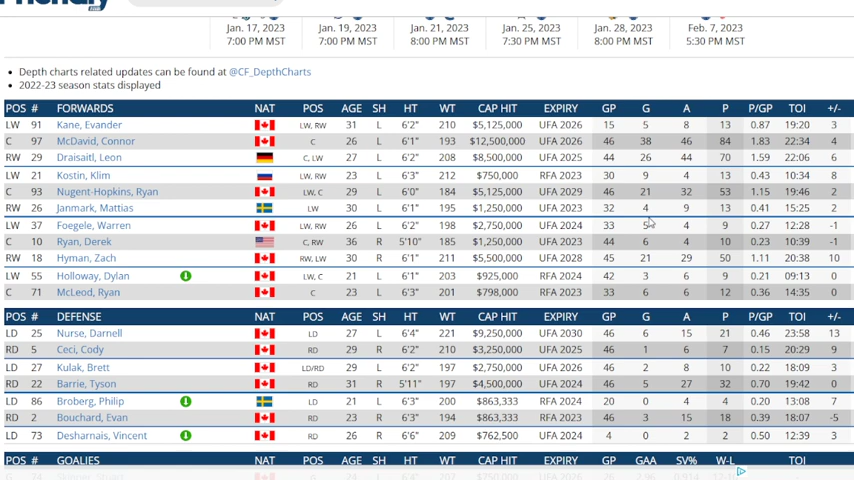 Jan. 17, 2023 Jan. 19, 2023 Jan. 21, 2023 Jan. 25, 2023 Jan. 28, 2023 Feb. 7, 2023
7:00 PM MST 7:00 PM MST 8:00 PM MST 7:30 PM MST 8:00 PM MST 5:30 PM MST
• Depth charts related updates can be found at @CF_DepthCharts
• 2022-23 season stats displayed
POS # FORWARDS NAT POS AGE SH HT WT CAP HIT EXPIRY GP G A P P/GP TOI +/-
LW 91 Kane, Evander LW, RW 31 L 6'2" 210 $5,125,000 UFA 2026 15 5 8 13 0.87 19:20 3
C 97 McDavid, Connor C 26 L 6'1" 193 $12,500,000 UFA 2026 46 38 46 84 1.83 22:34 4
RW 29 Draisaitl, Leon C, LW 27 L 6'2" 208 $8,500,000 UFA 2025 44 26 44 70 1.59 22:06 6
LW 21 Kostin, Klim LW, RW 23 L 6'3" 212 $750,000 RFA 2023 30 9 4 13 0.43 10:34 8
C 93 Nugent-Hopkins, Ryan LW, C 29 L 6'0" 184 $5,125,000 UFA 2029 46 21 32 53 1.15 19:46 2
RW 26 Janmark, Mattias LW 30 L 6'1" 195 $1,250,000 UFA 2023 32 4 9 13 0.41 15:25 2
LW 37 Foegele, Warren LW, RW 26 L 6'2" 198 $2,750,000 UFA 2024 33 5 4 9 0.27 12:28 -1
C 10 Ryan, Derek C, RW 36 R 5'10" 185 $1,250,000 UFA 2023 44 6 4 10 0.23 10:39 -1
RW 18 Hyman, Zach RW, LW 30 R 6'1" 211 $5,500,000 UFA 2028 45 21 29 50 1.11 20:38 10
LW 55 Holloway, Dylan LW, C 21 L 6'1" 203 $925,000 RFA 2024 42 3 6 9 0.21 09:13 0
C 71 McLeod, Ryan C 23 L 6'3" 201 $798,000 RFA 2023 33 6 6 12 0.36 14:35 0
POS # DEFENSE NAT POS AGE SH HT WT CAP HIT EXPIRY GP G A P P/GP TOI +/-
LD 25 Nurse, Darnell LD 27 L 6'4" 221 $9,250,000 UFA 2030 46 6 15 21 0.46 23:58 13
RD 5 Ceci, Cody RD 29 R 6'2" 210 $3,250,000 UFA 2025 46 1 6 7 0.15 20:29 9
LD 27 Kulak, Brett LD/RD 29 L 6'2" 197 $2,750,000 UFA 2026 46 2 8 10 0.22 18:09 3
RD 22 Barrie, Tyson RD 31 R 5'11" 197 $4,500,000 UFA 2024 46 5 27 32 0.70 19:42 0
LD 86 Broberg, Philip LD 21 L 6'3" 200 $863,333 RFA 2024 20 0 4 4 0.20 13:08 7
RD 2 Bouchard, Evan RD 23 R 6'3" 194 $863,333 RFA 2023 46 3 15 18 0.39 18:07 -5
LD 73 Desharnais, Vincent RD 26 R 6'6" 209 $762,500 UFA 2024 4 0 2 2 0.50 12:39 3
POS # GOALIES NAT POS AGE SH HT WT CAP HIT EXPIRY GP GAA SV% W-L TOI